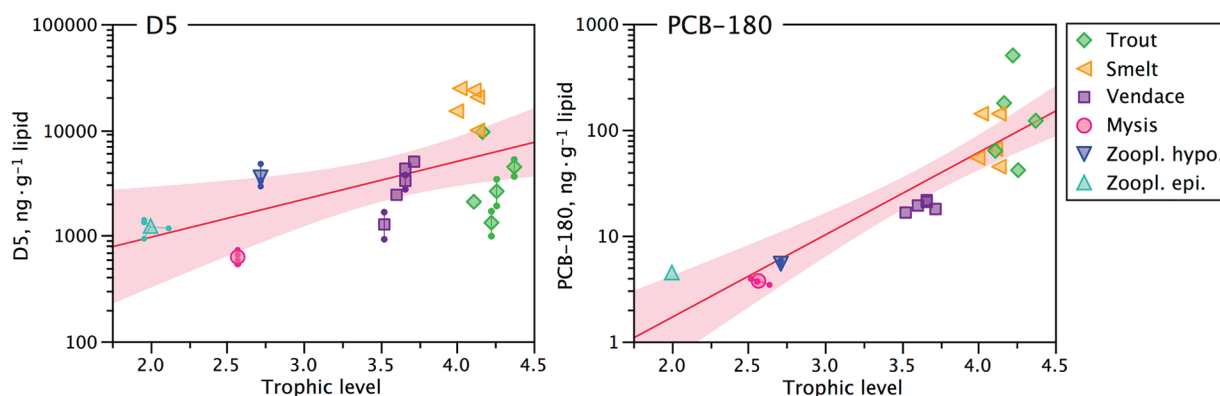 D5
D5, ng·g⁻¹ lipid
100000
10000
1000
100
2.0 2.5 3.0 3.5 4.0 4.5
Trophic level
PCB–180
PCB–180, ng·g⁻¹ lipid
1000
100
10
1
2.0 2.5 3.0 3.5 4.0 4.5
Trophic level
Trout
Smelt
Vendace
Mysis
Zoopl. hypo.
Zoopl. epi.